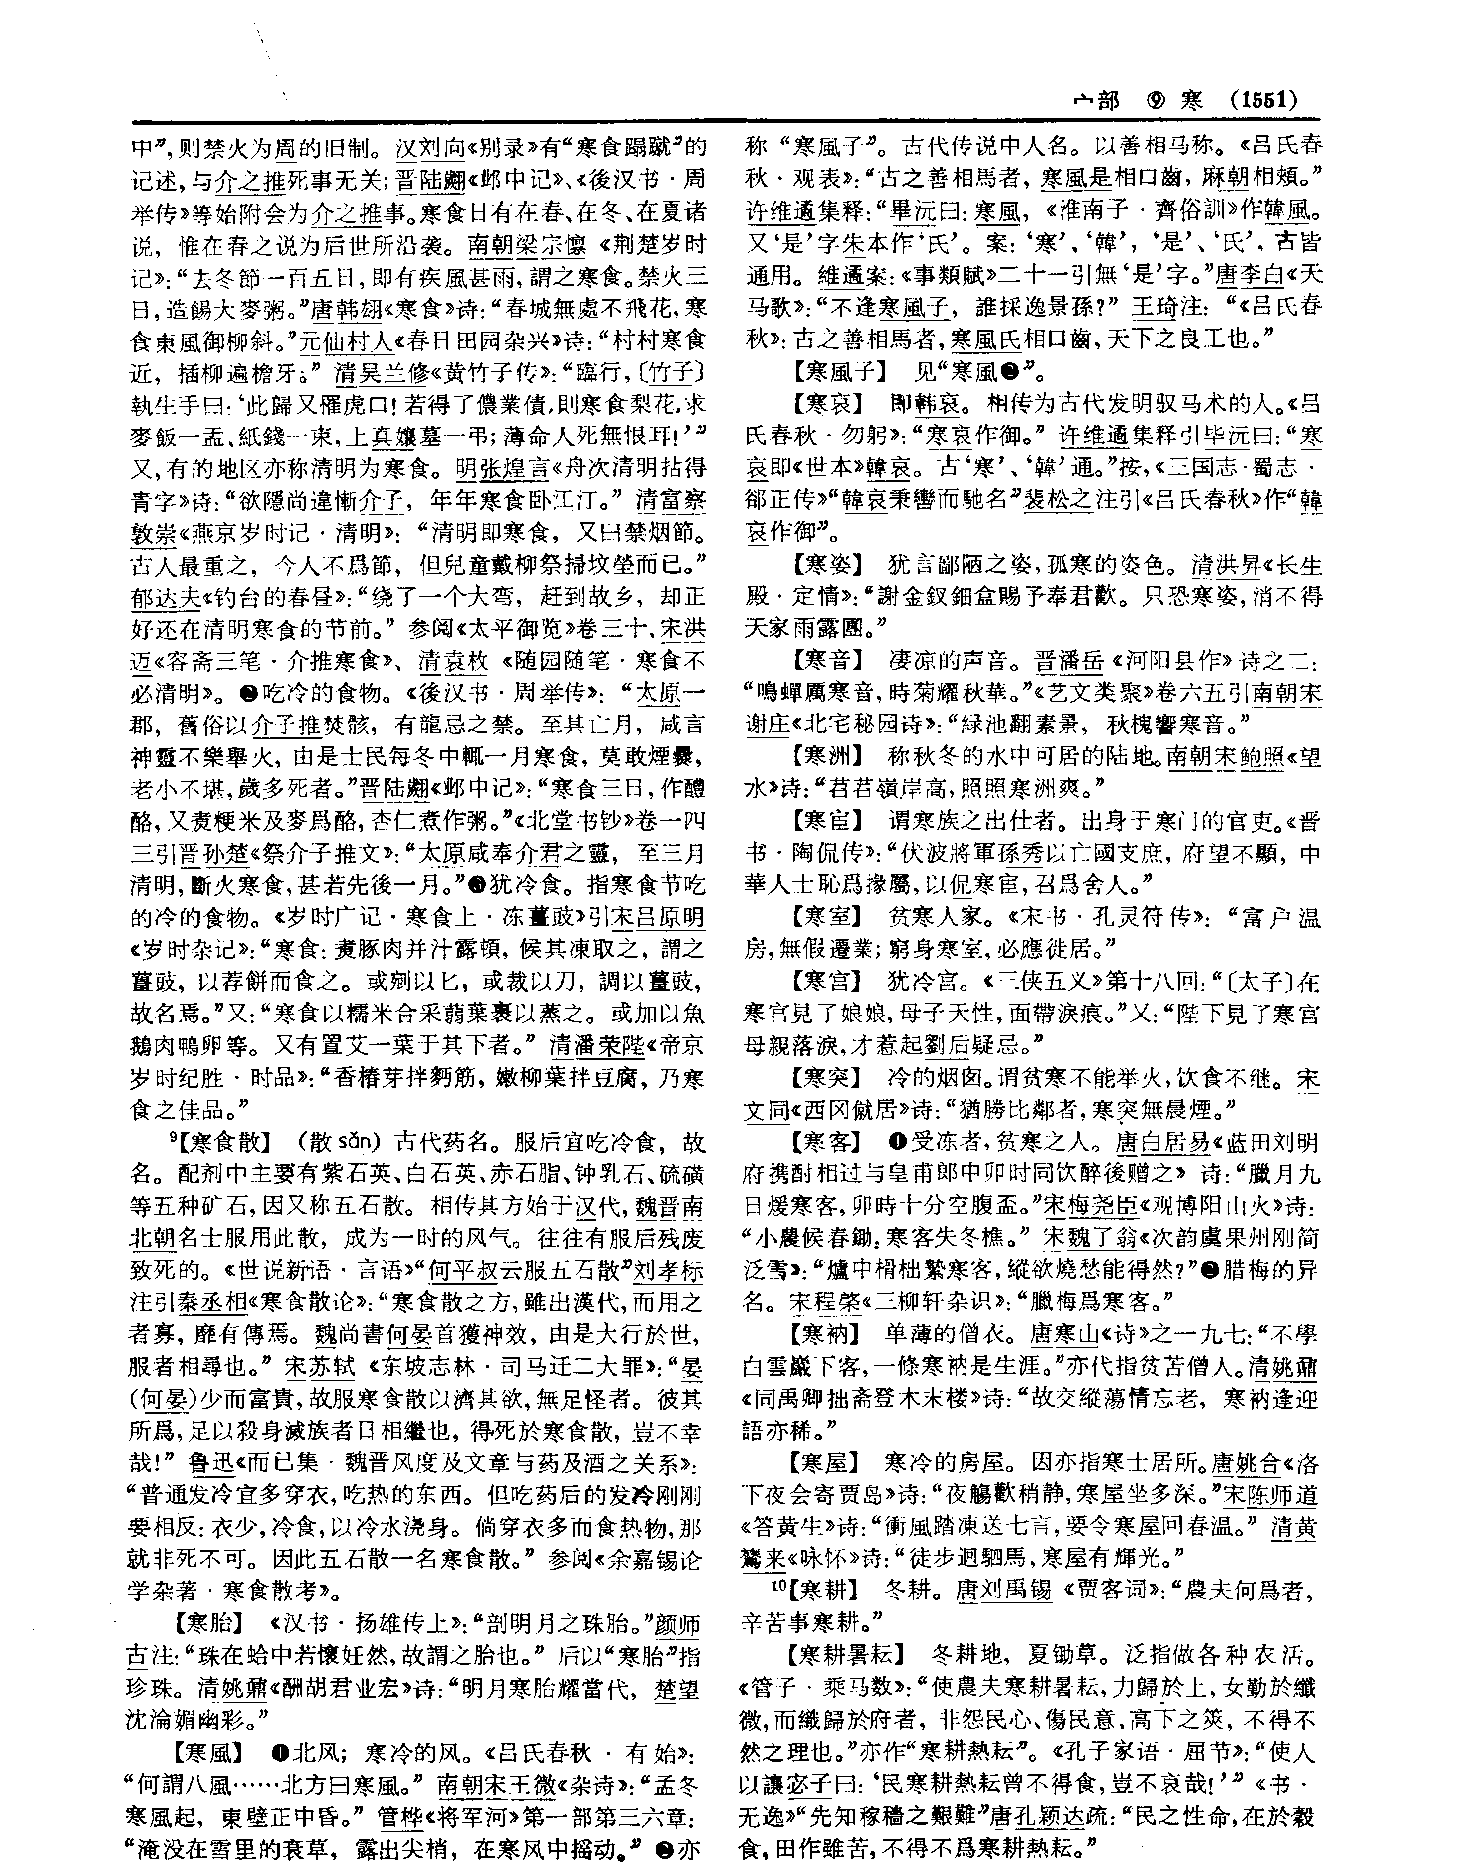 宀部 ⑨ 寒 (1551)
中”,则禁火为周的旧制。汉刘向《别录》有“寒食蹋蹴”的
记述,与介之推死事无关;晋陆翽《邺中记》、《後汉书·周
举传》等始附会为介之推事。寒食日有在春、在冬、在夏诸
说,惟在春之说为后世所沿袭。南朝梁宗懔《荆楚岁时
记》:“去冬節一百五日,即有疾風甚雨,謂之寒食。禁火三
日,造餳大麥粥。”唐韩翃《寒食》诗:“春城無處不飛花,寒
食東風御柳斜。”元仙村人《春日田园杂兴》诗:“村村寒食
近,插柳遍檐牙。”清吴兰修《黄竹子传》:“臨行,〔竹子〕
執生手曰:‘此歸又罹虎口!若得了儂業債,則寒食梨花,求
麥飯一盂、紙錢一束,上真孃墓一弔;薄命人死無恨耳!’”
又,有的地区亦称清明为寒食。明张煌言《舟次清明拈得
青字》诗:“欲隱尚違慚介子,年年寒食卧江汀。”清富察
敦崇《燕京岁时记·清明》:“清明即寒食,又曰禁烟節。
古人最重之,今人不爲節,但兒童戴柳祭掃坟塋而已。”
郁达夫《钓台的春昼》:“绕了一个大弯,赶到故乡,却正
好还在清明寒食的节前。”参阅《太平御览》卷三十、宋洪
迈《容斋三笔·介推寒食》、清袁枚《随园随笔·寒食不
必清明》。❷吃冷的食物。《後汉书·周举传》:“太原一
郡,舊俗以介子推焚骸,有龍忌之禁。至其亡月,咸言
神靈不樂舉火,由是士民每冬中輒一月寒食,莫敢煙爨,
老小不堪,歲多死者。”晋陆翽《邺中记》:“寒食三日,作醴
酪,又煑粳米及麥爲酪,杏仁煮作粥。”《北堂书钞》卷一四
三引晋孙楚《祭介子推文》:“太原咸奉介君之靈,至三月
清明,斷火寒食,甚若先後一月。”❸犹冷食。指寒食节吃
的冷的食物。《岁时广记·寒食上·冻薑豉》引宋吕原明
《岁时杂记》:“寒食:煑豚肉并汁露頓,候其凍取之,謂之
薑豉,以荐餅而食之。或剜以匕,或裁以刀,調以薑豉,
故名焉。”又:“寒食以糯米合采蒻葉裹以蒸之。或加以魚
鵝肉鴨卵等。又有置艾一葉于其下者。”清潘荣陛《帝京
岁时纪胜·时品》:“香椿芽拌麪筋,嫩柳葉拌豆腐,乃寒
食之佳品。”
⁹【寒食散】 (散 sǎn)古代药名。服后宜吃冷食,故
名。配剂中主要有紫石英、白石英、赤石脂、钟乳石、硫磺
等五种矿石,因又称五石散。相传其方始于汉代,魏晋南
北朝名士服用此散,成为一时的风气。往往有服后残废
致死的。《世说新语·言语》“何平叔云服五石散”刘孝标
注引秦丞相《寒食散论》:“寒食散之方,雖出漢代,而用之
者寡,靡有傳焉。魏尚書何晏首獲神效,由是大行於世,
服者相尋也。”宋苏轼《东坡志林·司马迁二大罪》:“晏
(何晏)少而富貴,故服寒食散以濟其欲,無足怪者。彼其
所爲,足以殺身滅族者日相繼也,得死於寒食散,豈不幸
哉!”鲁迅《而已集·魏晋风度及文章与药及酒之关系》:
“普通发冷宜多穿衣,吃热的东西。但吃药后的发冷刚刚
要相反:衣少,冷食,以冷水浇身。倘穿衣多而食热物,那
就非死不可。因此五石散一名寒食散。”参阅《余嘉锡论
学杂著·寒食散考》。
【寒胎】 《汉书·扬雄传上》:“剖明月之珠胎。”颜师
古注:“珠在蛤中若懷妊然,故謂之胎也。”后以“寒胎”指
珍珠。清姚鼐《酬胡君业宏》诗:“明月寒胎耀當代,楚望
沈淪媚幽彩。”
【寒風】 ❶北风;寒冷的风。《吕氏春秋·有始》:
“何謂八風……北方曰寒風。”南朝宋王微《杂诗》:“孟冬
寒風起,東壁正中昏。”管桦《将军河》第一部第三六章:
“淹没在雪里的衰草,露出尖梢,在寒风中摇动。”❷亦
称“寒風子”。古代传说中人名。以善相马称。《吕氏春
秋·观表》:“古之善相馬者,寒風是相口齒,麻朝相頰。”
许维遹集释:“畢沅曰:寒風,《淮南子·齊俗訓》作韓風。
又‘是’字朱本作‘氏’。案:‘寒’、‘韓’,‘是’、‘氏’,古皆
通用。維遹案:《事類賦》二十一引無‘是’字。”唐李白《天
马歌》:“不逢寒風子,誰採逸景孫?”王琦注:“《吕氏春
秋》:古之善相馬者,寒風氏相口齒,天下之良工也。”
【寒風子】 见“寒風❷”。
【寒哀】 即韩哀。相传为古代发明驭马术的人。《吕
氏春秋·勿躬》:“寒哀作御。”许维遹集释引毕沅曰:“寒
哀即《世本》韓哀。古‘寒’、‘韓’通。”按,《三国志·蜀志·
郤正传》“韓哀秉轡而馳名”裴松之注引《吕氏春秋》作“韓
哀作御”。
【寒姿】 犹言鄙陋之姿,孤寒的姿色。清洪昇《长生
殿·定情》:“謝金釵鈿盒賜予奉君歡。只恐寒姿,消不得
天家雨露團。”
【寒音】 凄凉的声音。晋潘岳《河阳县作》诗之二:
“鳴蟬厲寒音,時菊耀秋華。”《艺文类聚》卷六五引南朝宋
谢庄《北宅秘园诗》:“緑池翻素景,秋槐響寒音。”
【寒洲】 称秋冬的水中可居的陆地。南朝宋鲍照《望
水》诗:“苕苕嶺岸高,照照寒洲爽。”
【寒宦】 谓寒族之出仕者。出身于寒门的官吏。《晋
书·陶侃传》:“伏波將軍孫秀以亡國支庶,府望不顯,中
華人士恥爲掾屬,以侃寒宦,召爲舍人。”
【寒室】 贫寒人家。《宋书·孔灵符传》:“富户温
房,無假遷業;窮身寒室,必應徙居。”
【寒宫】 犹冷宫。《三侠五义》第十八回:“〔太子〕在
寒宫見了娘娘,母子天性,面帶淚痕。”又:“陛下見了寒宫
母親落淚,才惹起劉后疑忌。”
【寒突】 冷的烟囱。谓贫寒不能举火,饮食不继。宋
文同《西冈僦居》诗:“猶勝比鄰者,寒突無晨煙。”
【寒客】 ❶受冻者,贫寒之人。唐白居易《蓝田刘明
府携酎相过与皇甫郎中卯时同饮醉後赠之》诗:“臘月九
日煖寒客,卯時十分空腹盃。”宋梅尧臣《观博阳山火》诗:
“小農候春鋤,寒客失冬樵。”宋魏了翁《次韵虞果州刚简
泛雪》:“爐中榾柮縶寒客,縱欲燒愁能得然?”❷腊梅的异
名。宋程棨《三柳轩杂识》:“臘梅爲寒客。”
【寒衲】 单薄的僧衣。唐寒山《诗》之一九七:“不學
白雲巖下客,一條寒衲是生涯。”亦代指贫苦僧人。清姚鼐
《同禹卿拙斋登木末楼》诗:“故交縱蕩情忘老,寒衲逢迎
語亦稀。”
【寒屋】 寒冷的房屋。因亦指寒士居所。唐姚合《洛
下夜会寄贾岛》诗:“夜觴歡稍静,寒屋坐多深。”宋陈师道
《答黄生》诗:“衝風踏凍送七言,要令寒屋回春温。”清黄
鷟来《咏怀》诗:“徒步迴駟馬,寒屋有輝光。”
¹⁰【寒耕】 冬耕。唐刘禹锡《贾客词》:“農夫何爲者,
辛苦事寒耕。”
【寒耕暑耘】 冬耕地,夏锄草。泛指做各种农活。
《管子·乘马数》:“使農夫寒耕暑耘,力歸於上,女勤於纖
微,而織歸於府者,非怨民心、傷民意,高下之筴,不得不
然之理也。”亦作“寒耕熱耘”。《孔子家语·屈节》:“使人
以讓宓子曰:‘民寒耕熱耘曾不得食,豈不哀哉!’”《书·
无逸》“先知稼穡之艱難”唐孔颖达疏:“民之性命,在於穀
食,田作雖苦,不得不爲寒耕熱耘。”